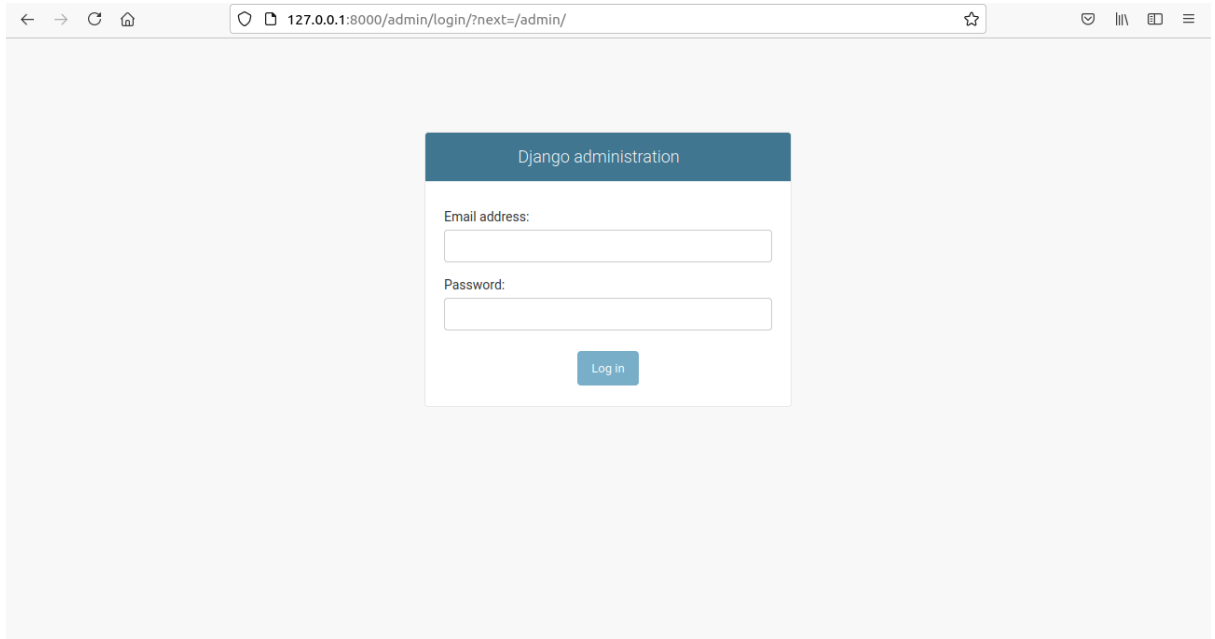 127.0.0.1:8000/admin/login/?next=/admin/
Django administration
Email address:
Password:
Log in